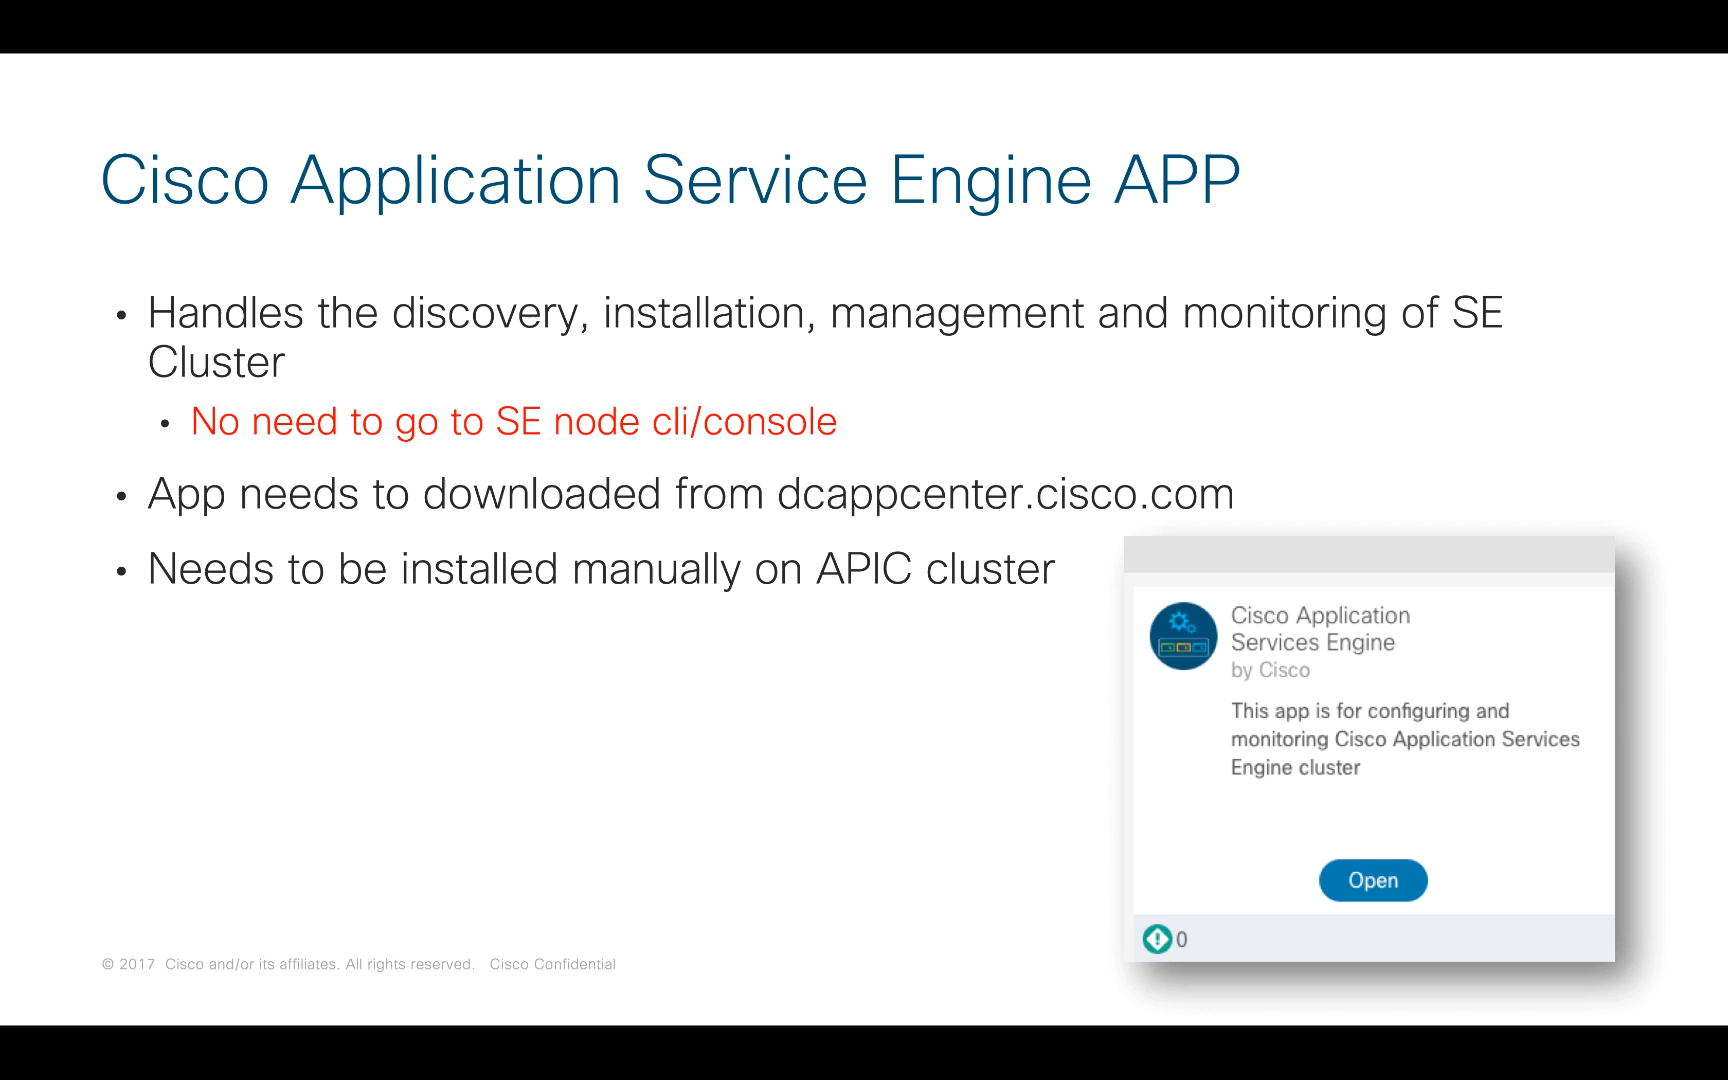 Cisco Application Service Engine APP
• Handles the discovery, installation, management and monitoring of SE
Cluster
• No need to go to SE node cli/console
• App needs to downloaded from dcappcenter.cisco.com
• Needs to be installed manually on APIC cluster
Cisco Application
Services Engine
by Cisco
This app is for configuring and
monitoring Cisco Application Services
Engine cluster
Open
0
© 2017 Cisco and/or its affiliates. All rights reserved. Cisco Confidential